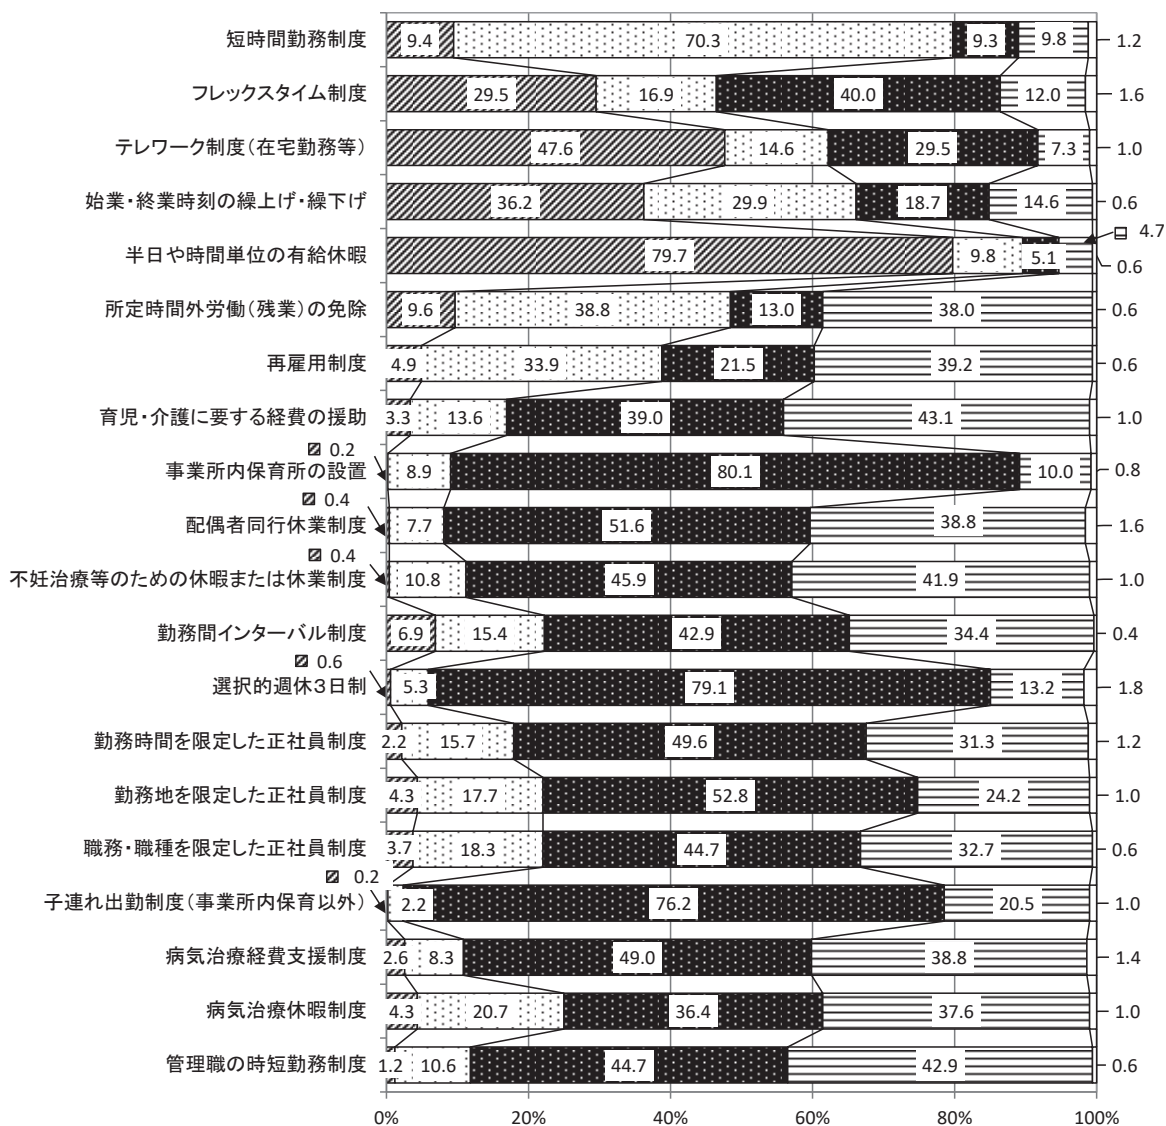 短時間勤務制度 9.4 70.3 9.3 9.8 1.2
フレックスタイム制度 29.5 16.9 40.0 12.0 1.6
テレワーク制度(在宅勤務等) 47.6 14.6 29.5 7.3 1.0
始業・終業時刻の繰上げ・繰下げ 36.2 29.9 18.7 14.6 0.6
4.7
半日や時間単位の有給休暇 79.7 9.8 5.1 0.6
所定時間外労働(残業)の免除 9.6 38.8 13.0 38.0 0.6
再雇用制度 4.9 33.9 21.5 39.2 0.6
育児・介護に要する経費の援助 3.3 13.6 39.0 43.1 1.0
0.2
事業所内保育所の設置 8.9 80.1 10.0 0.8
0.4
配偶者同行休業制度 7.7 51.6 38.8 1.6
0.4
不妊治療等のための休暇または休業制度 10.8 45.9 41.9 1.0
勤務間インターバル制度 6.9 15.4 42.9 34.4 0.4
0.6
選択的週休3日制 5.3 79.1 13.2 1.8
勤務時間を限定した正社員制度 2.2 15.7 49.6 31.3 1.2
勤務地を限定した正社員制度 4.3 17.7 52.8 24.2 1.0
職務・職種を限定した正社員制度 3.7 18.3 44.7 32.7 0.6
0.2
子連れ出勤制度(事業所内保育以外) 2.2 76.2 20.5 1.0
病気治療経費支援制度 2.6 8.3 49.0 38.8 1.4
病気治療休暇制度 4.3 20.7 36.4 37.6 1.0
管理職の時短勤務制度 1.2 10.6 44.7 42.9 0.6
0% 20% 40% 60% 80% 100%